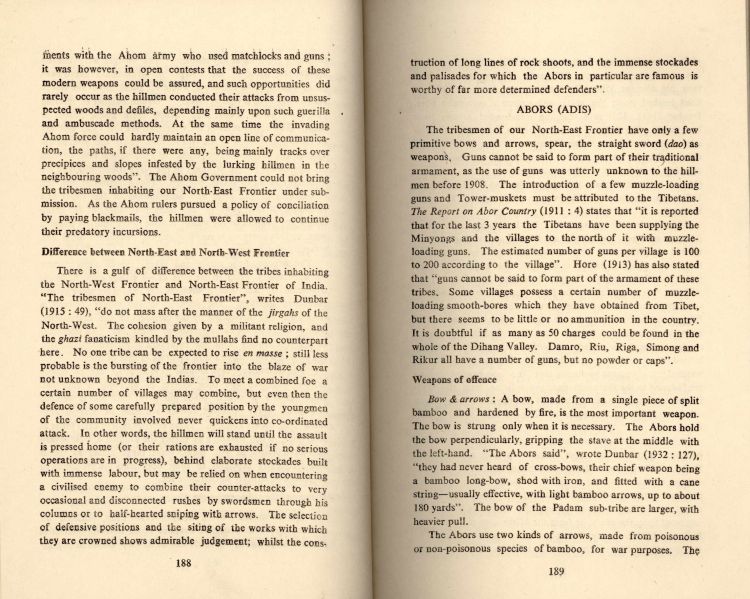 ments with the Ahom army who used matchlocks and guns ;
it was however, in open contests that the success of these
modern weapons could be assured, and such opportunities did
rarely occur as the hillmen conducted their attacks from unsus-
pected woods and defiles, depending mainly upon such guerilla
and ambuscade methods. At the same time the invading
Ahom force could hardly maintain an open line of communica-
tion, the paths, if there were any, being mainly tracks over
precipices and slopes infested by the lurking hillmen in the
neighbouring woods". The Ahom Government could not bring
the tribesmen inhabiting our North-East Frontier under sub-
mission. As the Ahom rulers pursued a policy of conciliation
by paying blackmails, the hillmen were allowed to continue
their predatory incursions.
Difference between North-East and North-West Frontier
There is a gulf of difference between the tribes inhabiting
the North-West Frontier and North-East Frontier of India.
"The tribesmen of North-East Frontier", writes Dunbar
(1915 : 49), "do not mass after the manner of the jirgahs of the
North-West. The cohesion given by a militant religion, and
the ghazi fanaticism kindled by the mullahs find no counterpart
here. No one tribe can be expected to rise en masse ; still less
probable is the bursting of the frontier into the blaze of war
not unknown beyond the Indias. To meet a combined foe a
certain number of villages may combine, but even then the
defence of some carefully prepared position by the youngmen
of the community involved never quickens into co-ordinated
attack. In other words, the hillmen will stand until the assault
is pressed home (or their rations are exhausted if no serious
operations are in progress), behind elaborate stockades built
with immense labour, but may be relied on when encountering
a civilised enemy to combine their counter-attacks to very
occasional and disconnected rushes by swordsmen through his
columns or to half-hearted sniping with arrows. The selection
of defensive positions and the siting of the works with which
they are crowned shows admirable judgement; whilst the cons-
188
truction of long lines of rock shoots, and the immense stockades
and palisades for which the Abors in particular are famous is
worthy of far more determined defenders".
ABORS (ADIS)
The tribesmen of our North-East Frontier have only a few
primitive bows and arrows, spear, the straight sword (dao) as
weapons. Guns cannot be said to form part of their traditional
armament, as the use of guns was utterly unknown to the hill-
men before 1908. The introduction of a few muzzle-loading
guns and Tower-muskets must be attributed to the Tibetans.
The Report on Abor Country (1911 : 4) states that "it is reported
that for the last 3 years the Tibetans have been supplying the
Minyongs and the villages to the north of it with muzzle-
loading guns. The estimated number of guns per village is 100
to 200 according to the village". Hore (1913) has also stated
that "guns cannot be said to form part of the armament of these
tribes. Some villages possess a certain number of muzzle-
loading smooth-bores which they have obtained from Tibet,
but there seems to be little or no ammunition in the country.
It is doubtful if as many as 50 charges could be found in the
whole of the Dihang Valley. Damro, Riu, Riga, Simong and
Rikur all have a number of guns, but no powder or caps".
Weapons of offence
Bow & arrows : A bow, made from a single piece of split
bamboo and hardened by fire, is the most important weapon.
The bow is strung only when it is necessary. The Abors hold
the bow perpendicularly, gripping the stave at the middle with
the left-hand. "The Abors said", wrote Dunbar (1932 : 127),
"they had never heard of cross-bows, their chief weapon being
a bamboo long-bow, shod with iron, and fitted with a cane
string—usually effective, with light bamboo arrows, up to about
180 yards". The bow of the Padam sub-tribe are larger, with
heavier pull.
The Abors use two kinds of arrows, made from poisonous
or non-poisonous species of bamboo, for war purposes. The
189